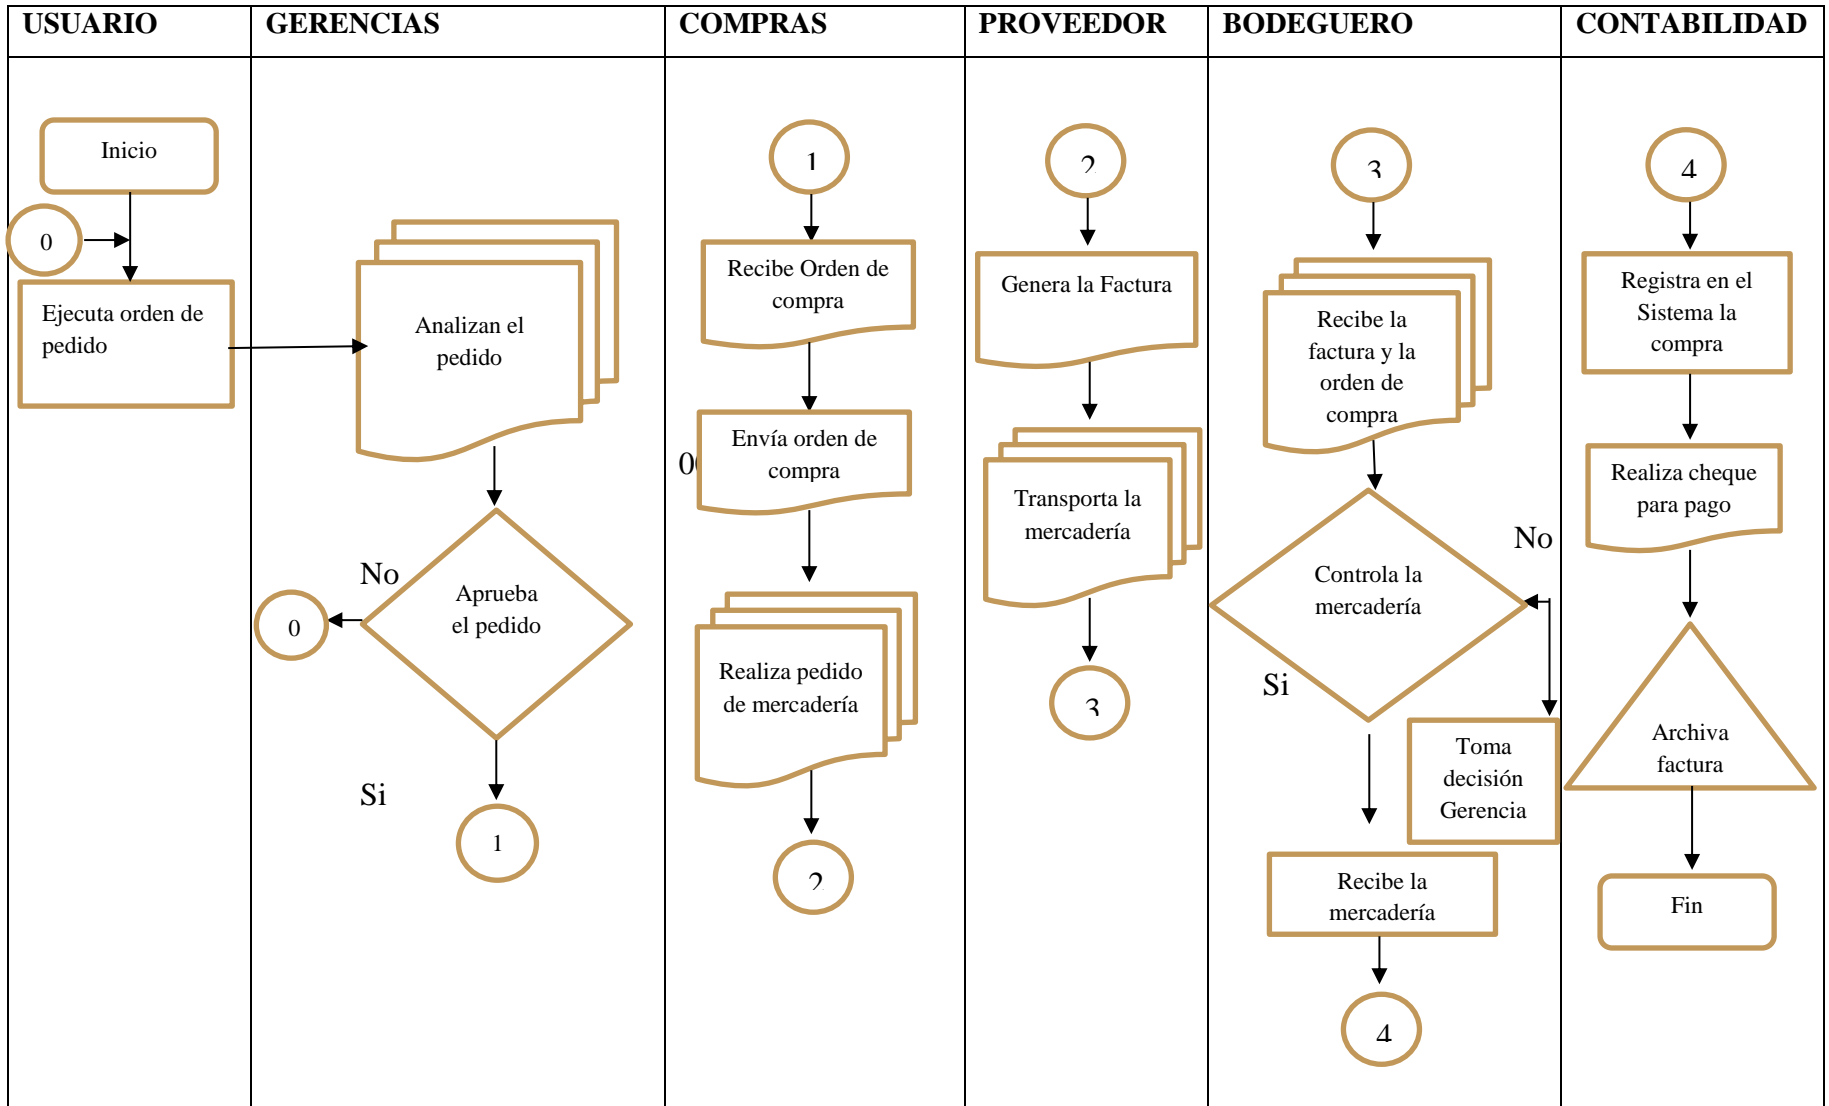 USUARIO
GERENCIAS
COMPRAS
PROVEEDOR
BODEGUERO
CONTABILIDAD
Inicio
0
Ejecuta orden de
pedido
Analizan el
pedido
No
Aprueba
el pedido
0
Si
1
1
Recibe Orden de
compra
Envía orden de
compra
Realiza pedido
de mercadería
2
2
Genera la Factura
Transporta la
mercadería
3
3
Recibe la
factura y la
orden de
compra
No
Controla la
mercadería
Si
Toma
decisión
Gerencia
Recibe la
mercadería
4
4
Registra en el
Sistema la
compra
Realiza cheque
para pago
Archiva
factura
Fin